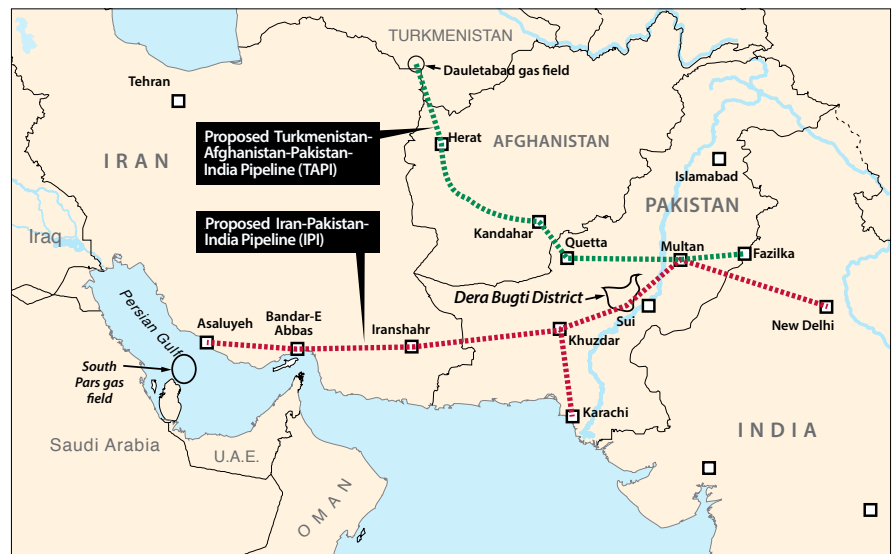 TURKMENISTAN
Dauletabad gas field
Tehran
Proposed Turkmenistan-
Afghanistan-Pakistan-
India Pipeline (TAPI)
Herat
AFGHANISTAN
IRAN
Islamabad
PAKISTAN
Proposed Iran-Pakistan-
India Pipeline (IPI)
Kandahar
Quetta
Multan
Fazilka
Iraq
Persian Gulf
Dera Bugti District
Bandar-E
Abbas
Asaluyeh
Iranshahr
Sui
New Delhi
Khuzdar
South
Pars gas
field
Karachi
Saudi Arabia
U.A.E.
INDIA
OMAN